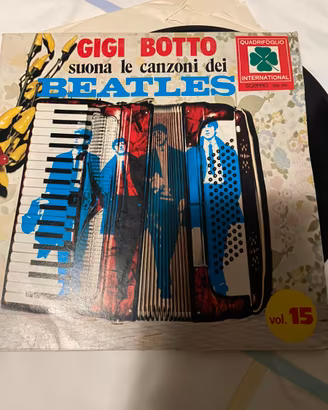 GIGI BOTTO
suona le canzoni dei
BEATLES
QUADRIFOGLIO
INTERNATIONAL
vol. 15